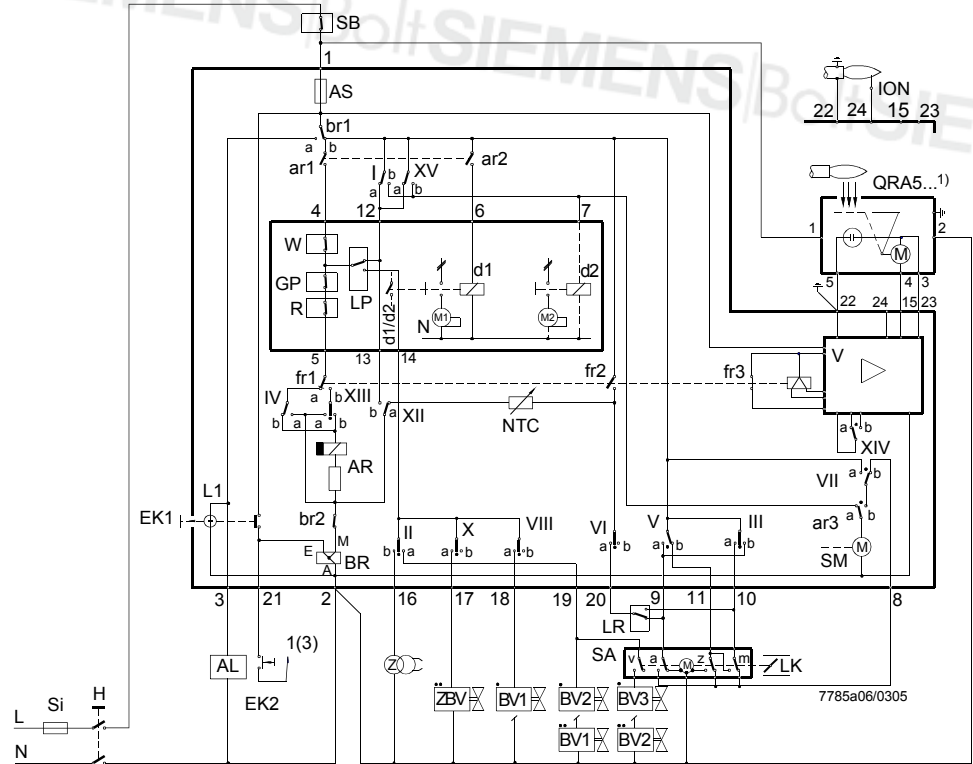 SIEMENS|Bolt SIEMENS|Bolt SIE
SB
1
AS
ION
22 24 15 23
br1
a b
ar1
ar2
I b XV
a a b
QRA5...1)
4 12 6 7
1 2
M
5 4 3
22 24 15 23
W
GP
R
LP
d1/d2
N
M1
d1
M2
d2
V
5 13 14
fr1
fr2
fr3
IV
a b XIII
b a a b
b a XII
NTC
a b
XIV
AR
VII a b
L1
EK1
br2
M
E
A
BR
II
b a
X
a b
VIII
a b
VI
a b
V
a b
III
a b
ar3
a b
M
SM
3 21 2 16 17 18 19 20 9 11 10 8
LR
SA
v a M z m
LK
1(3)
AL
EK2
Z
7785a06/0305
ZBV BV1 BV2 BV3
BV1 BV2
Si H
L
N